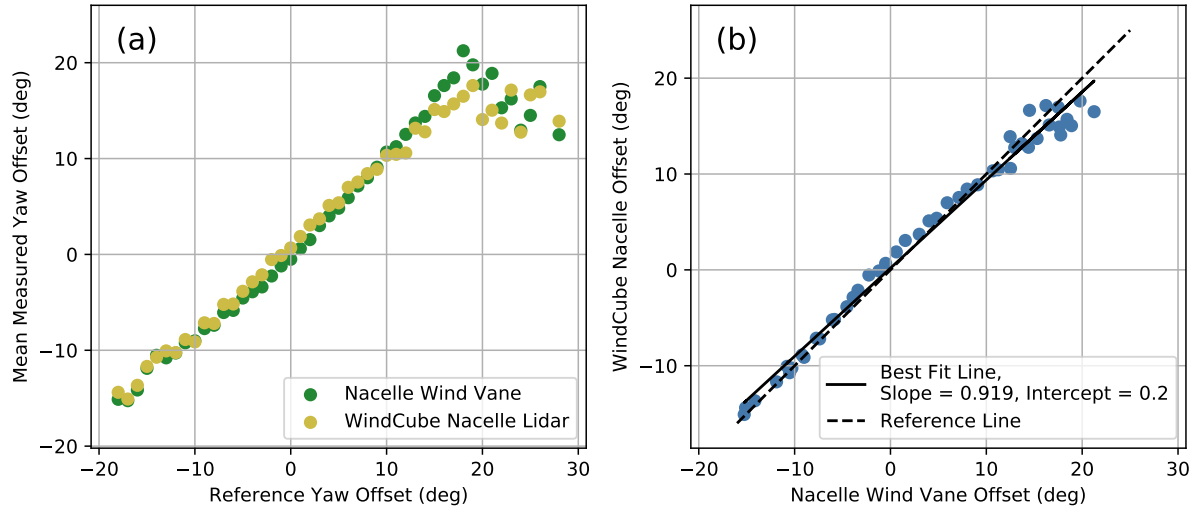 (a)
20
10
0
−10
−20
−20
−10
0
10
20
30
Mean Measured Yaw Offset (deg)
Reference Yaw Offset (deg)
Nacelle Wind Vane
WindCube Nacelle Lidar
(b)
20
10
0
−10
−20
−10
0
10
20
30
WindCube Nacelle Offset (deg)
Nacelle Wind Vane Offset (deg)
Best Fit Line,
Slope = 0.919, Intercept = 0.2
Reference Line